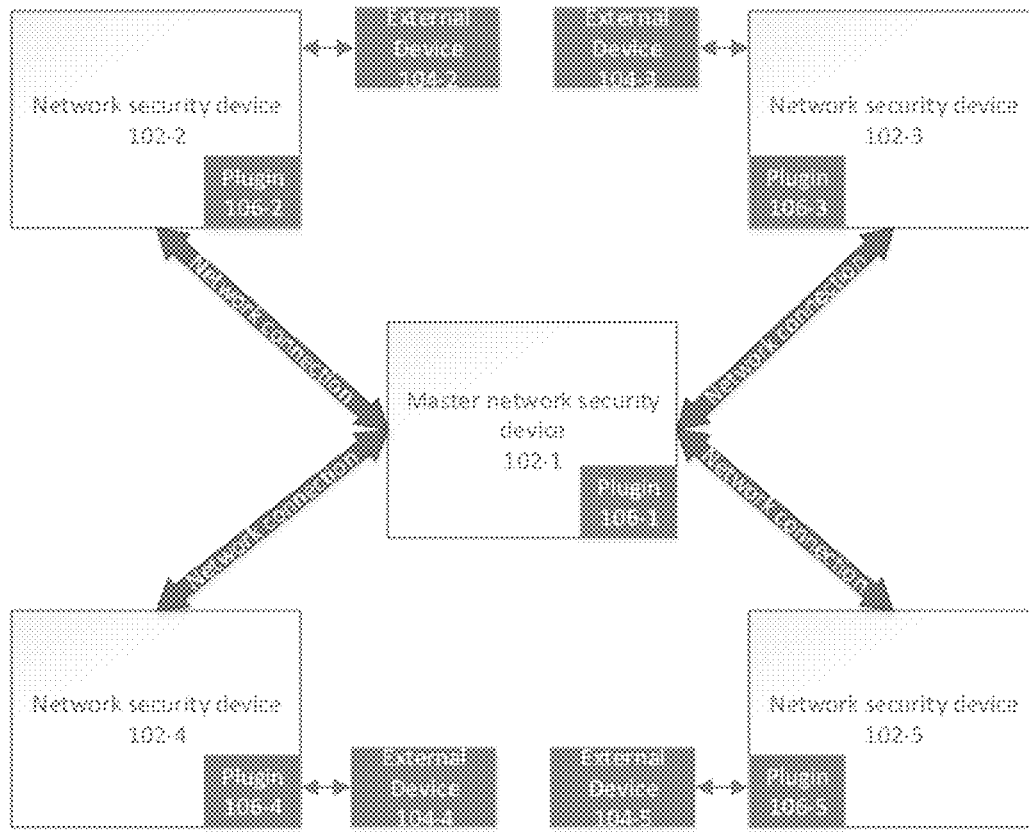 External
Device
104-2
External
Device
104-3
Network security device
102-2
Network security device
102-3
Plugin
106-2
Plugin
106-3
Network connection
Network connection
Master network security
device
102-1
Plugin
106-1
Network connection
Network connection
Network security device
102-4
Network security device
102-5
Plugin
106-4
External
Device
104-4
External
Device
104-5
Plugin
106-5